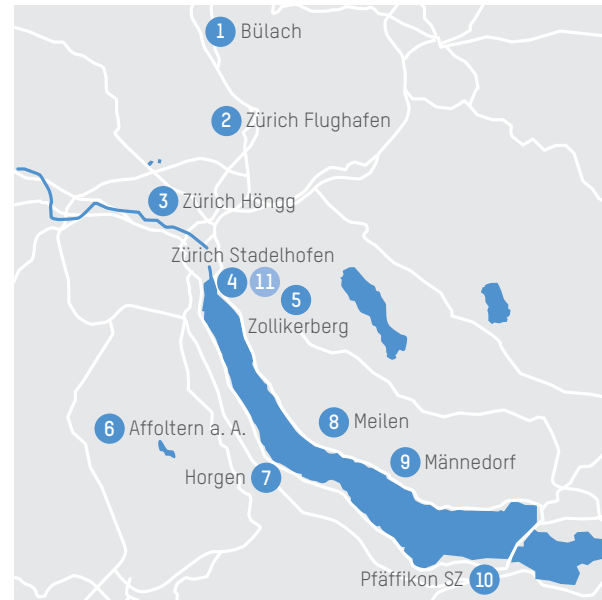 1 Bülach
2 Zürich Flughafen
3 Zürich Höngg
Zürich Stadelhofen
4 11 5
Zollikerberg
8 Meilen
6 Affoltern a. A.
9 Männedorf
Horgen 7
Pfäffikon SZ 10